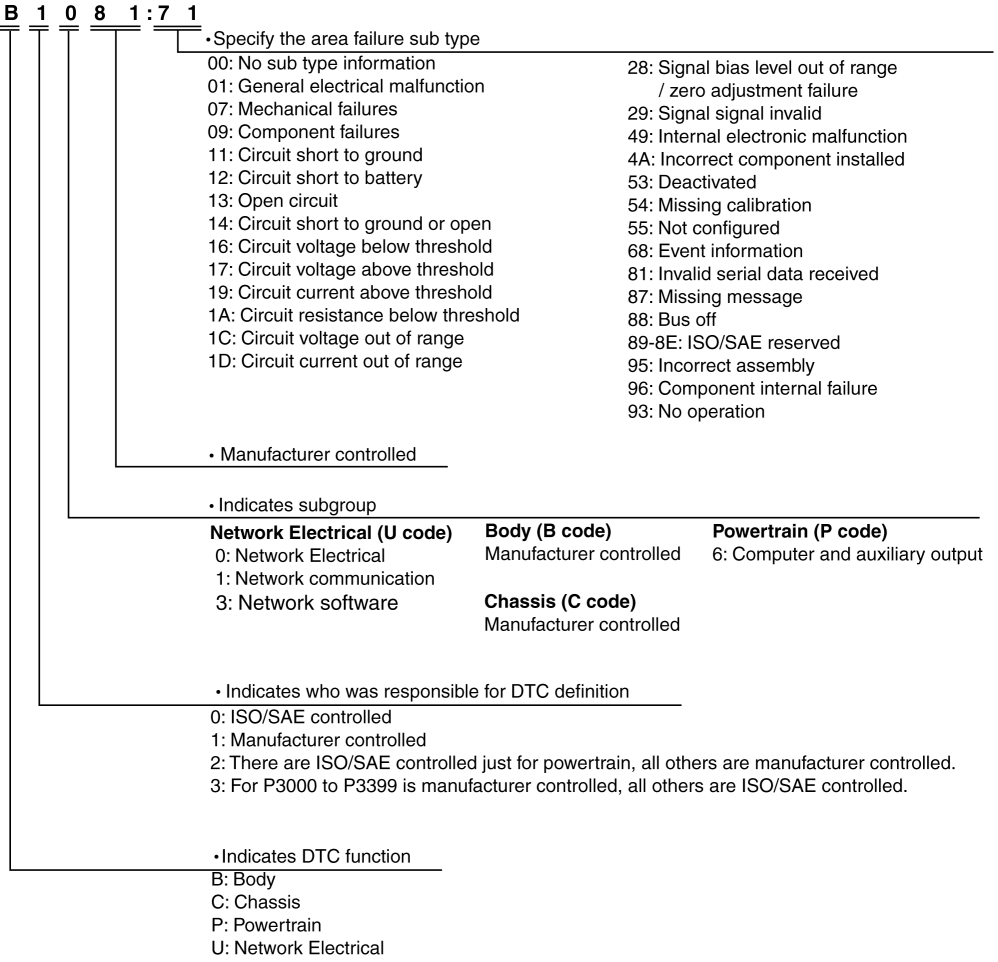 B 1 0 8 1 : 7 1
•Specify the area failure sub type
00: No sub type information
01: General electrical malfunction
07: Mechanical failures
09: Component failures
11: Circuit short to ground
12: Circuit short to battery
13: Open circuit
14: Circuit short to ground or open
16: Circuit voltage below threshold
17: Circuit voltage above threshold
19: Circuit current above threshold
1A: Circuit resistance below threshold
1C: Circuit voltage out of range
1D: Circuit current out of range
28: Signal bias level out of range
/ zero adjustment failure
29: Signal signal invalid
49: Internal electronic malfunction
4A: Incorrect component installed
53: Deactivated
54: Missing calibration
55: Not configured
68: Event information
81: Invalid serial data received
87: Missing message
88: Bus off
89-8E: ISO/SAE reserved
95: Incorrect assembly
96: Component internal failure
93: No operation
• Manufacturer controlled
•Indicates subgroup
Network Electrical (U code)
0: Network Electrical
1: Network communication
3: Network software
Body (B code)
Manufacturer controlled
Chassis (C code)
Manufacturer controlled
Powertrain (P code)
6: Computer and auxiliary output
• Indicates who was responsible for DTC definition
0: ISO/SAE controlled
1: Manufacturer controlled
2: There are ISO/SAE controlled just for powertrain, all others are manufacturer controlled.
3: For P3000 to P3399 is manufacturer controlled, all others are ISO/SAE controlled.
•Indicates DTC function
B: Body
C: Chassis
P: Powertrain
U: Network Electrical